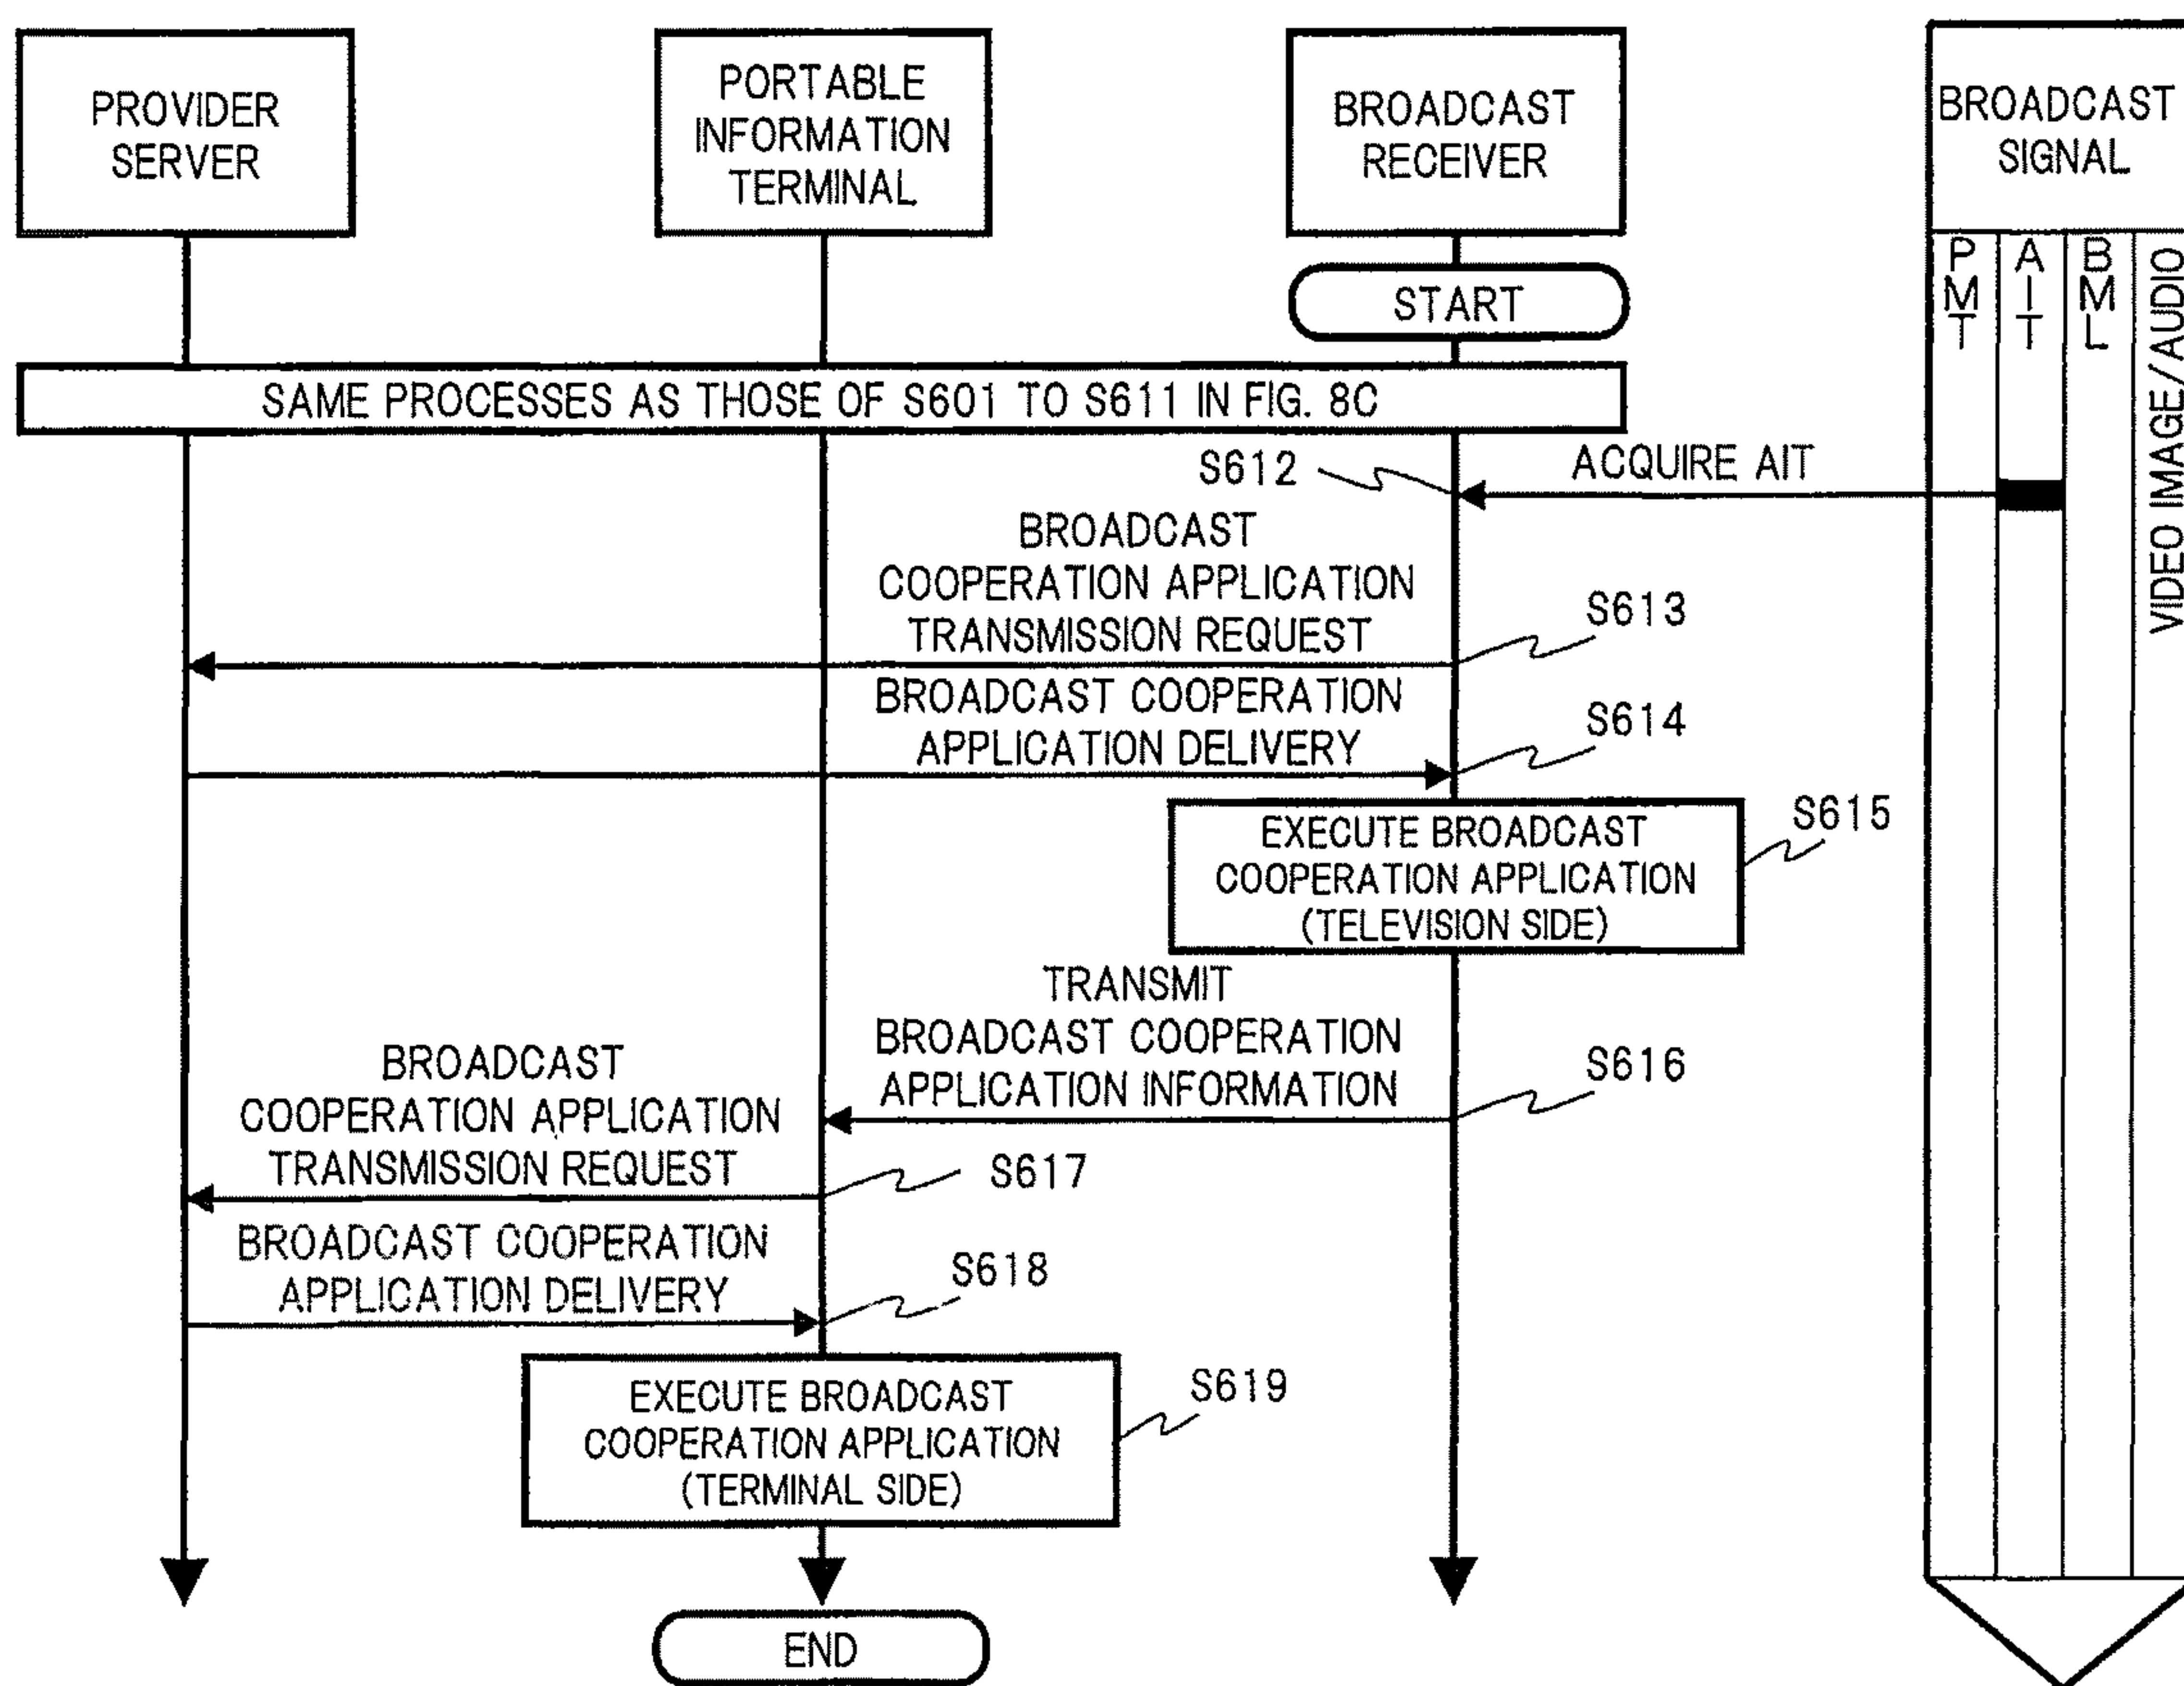 PROVIDER
SERVER
PORTABLE
INFORMATION
TERMINAL
BROADCAST
RECEIVER
BROADCAST
SIGNAL
PMT
AIT
BML
VIDEO IMAGE/AUDIO
START
SAME PROCESSES AS THOSE OF S601 TO S611 IN FIG. 8C
S612
ACQUIRE AIT
BROADCAST
COOPERATION APPLICATION
TRANSMISSION REQUEST
S613
BROADCAST COOPERATION
APPLICATION DELIVERY
S614
EXECUTE BROADCAST
COOPERATION APPLICATION
(TELEVISION SIDE)
S615
TRANSMIT
BROADCAST COOPERATION
APPLICATION INFORMATION
S616
BROADCAST
COOPERATION APPLICATION
TRANSMISSION REQUEST
S617
BROADCAST COOPERATION
APPLICATION DELIVERY
S618
EXECUTE BROADCAST
COOPERATION APPLICATION
(TERMINAL SIDE)
S619
END